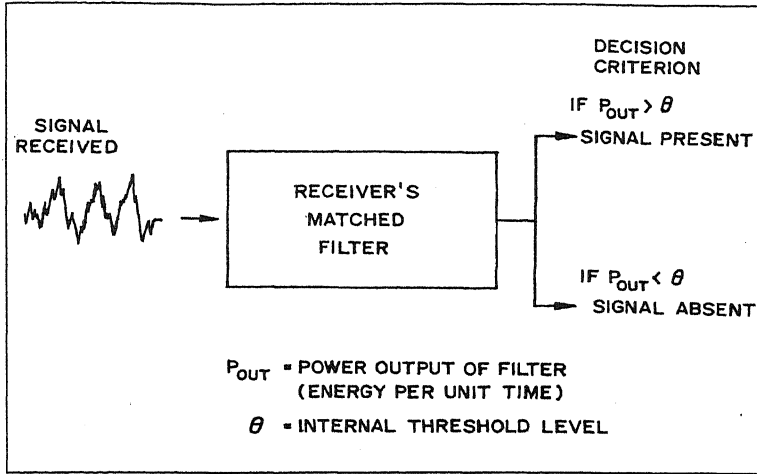 DECISION
CRITERION
IF P_OUT > θ
SIGNAL PRESENT
SIGNAL
RECEIVED
RECEIVER'S
MATCHED
FILTER
IF P_OUT < θ
SIGNAL ABSENT
P_OUT = POWER OUTPUT OF FILTER
(ENERGY PER UNIT TIME)
θ = INTERNAL THRESHOLD LEVEL